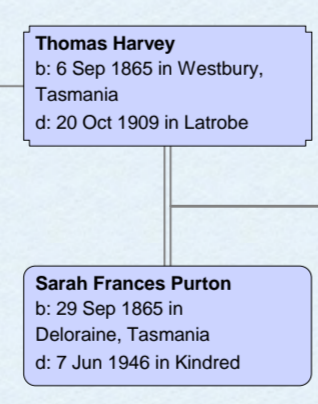 Thomas Harvey
b: 6 Sep 1865 in Westbury,
Tasmania
d: 20 Oct 1909 in Latrobe
Sarah Frances Purton
b: 29 Sep 1865 in
Deloraine, Tasmania
d: 7 Jun 1946 in Kindred